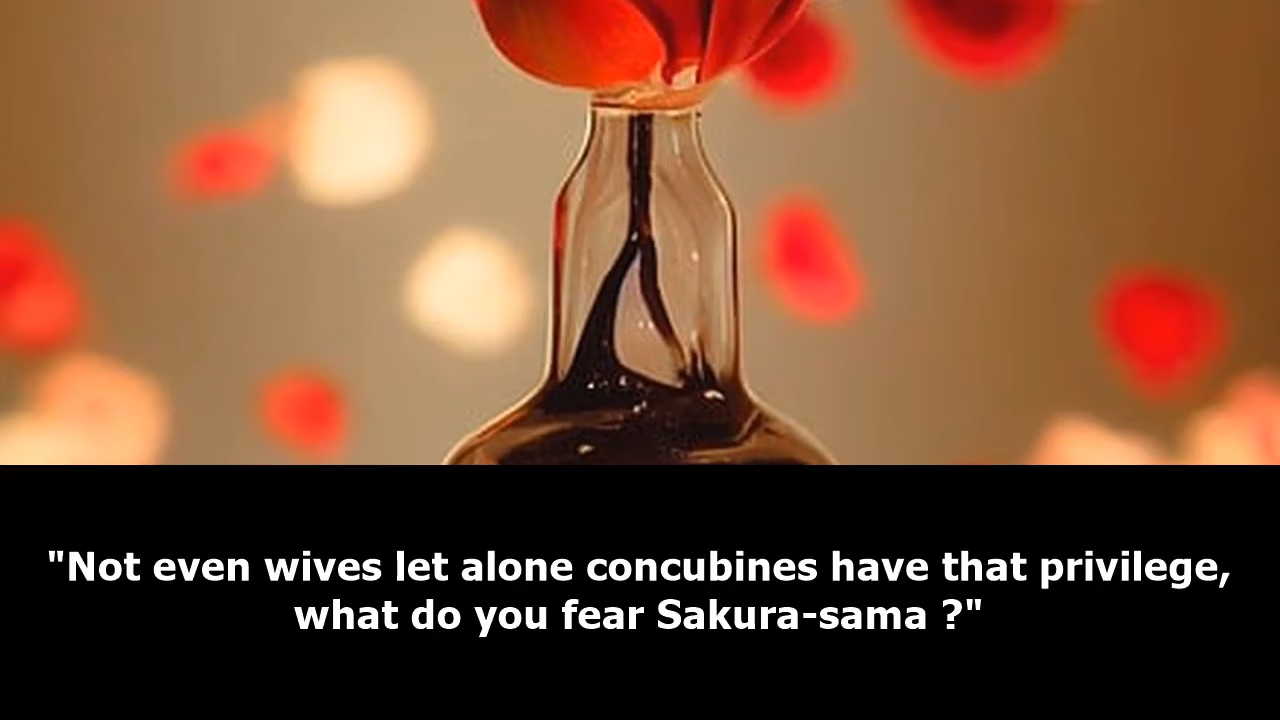 "Not even wives let alone concubines have that privilege,
what do you fear Sakura-sama ?"